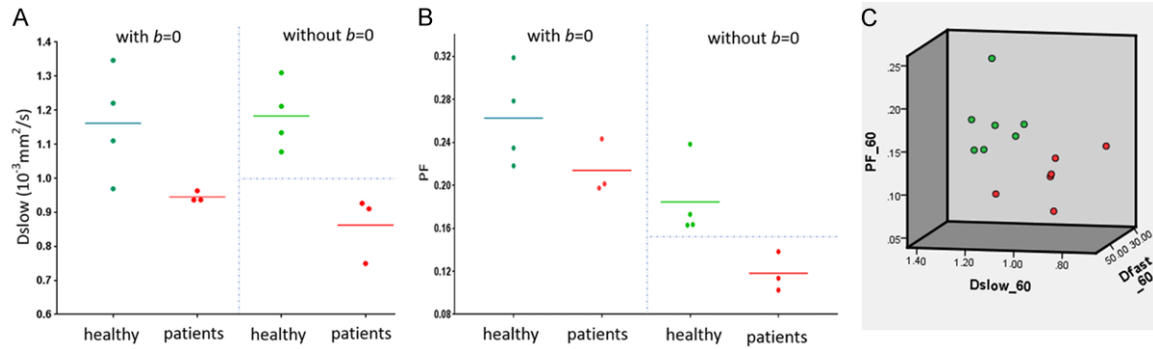 A
with b=0
without b=0
Dslow (10⁻³mm²/s)
1.4
1.3
1.2
1.1
1.0
0.9
0.8
0.7
0.6
healthy
patients
healthy
patients
B
with b=0
without b=0
PF
0.32
0.28
0.24
0.20
0.16
0.12
0.08
healthy
patients
healthy
patients
C
PF_60
.25
.20
.15
.10
.05
1.40
1.20
1.00
.80
Dslow_60
50.00
30.00
Dfast
_60